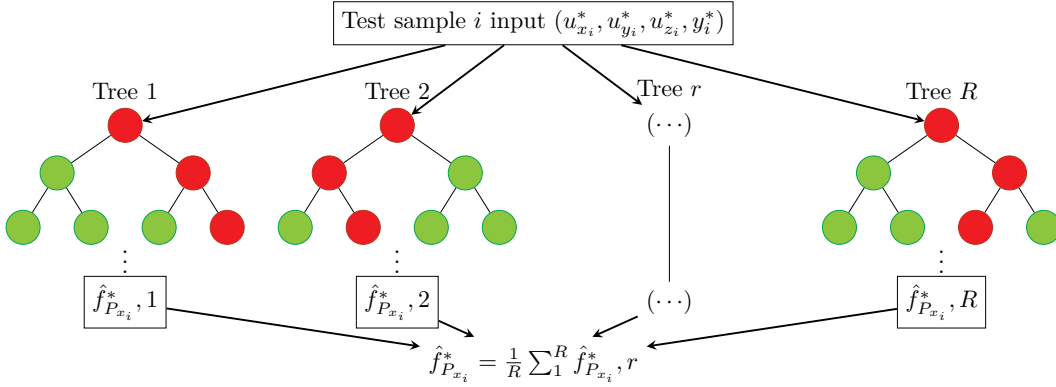 Test sample i input (u*_{x_i}, u*_{y_i}, u*_{z_i}, y*_i)
Tree 1 Tree 2 Tree r Tree R
(···)
⋮ ⋮ ⋮
f̂*_{P_{x_i}}, 1 f̂*_{P_{x_i}}, 2 (···) f̂*_{P_{x_i}}, R
f̂*_{P_{x_i}} = 1/R ∑_1^R f̂*_{P_{x_i}}, r